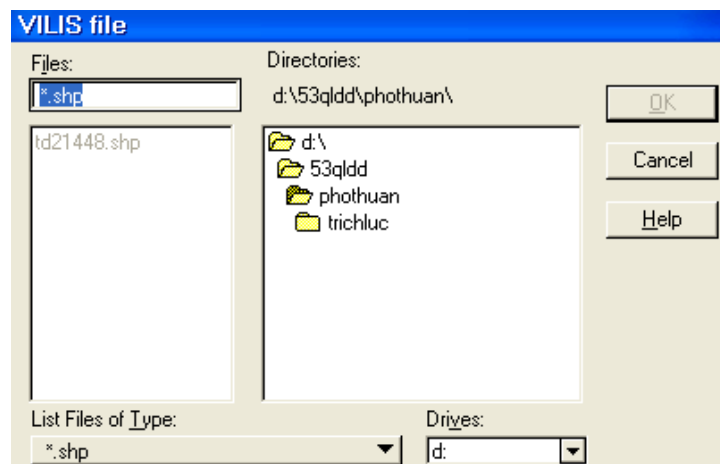 VILIS file
Files:
*.shp
td21448.shp
Directories:
d:\53qldd\phothuan\
d:\
53qldd
phothuan
trichluc
OK
Cancel
Help
List Files of Type:
*.shp
Drives:
d: